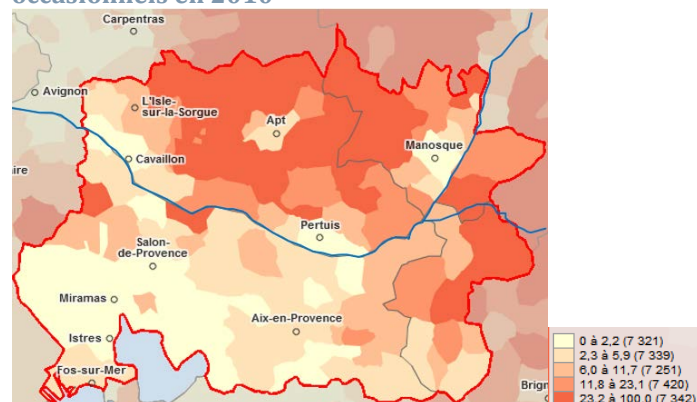 occasionnels en 2010
Carpentras
Avignon
L'Isle-
sur-la-Sorgue
Apt
Manosque
Cavaillon
aire
Pertuis
Salon-
de-Provence
Miramas
Aix-en-Provence
Istres
Fos-sur-Mer
Brign
0 à 2,2 (7 321)
2,3 à 5,9 (7 339)
6,0 à 11,7 (7 251)
11,8 à 23,1 (7 420)
23,2 à 100,0 (7 342)